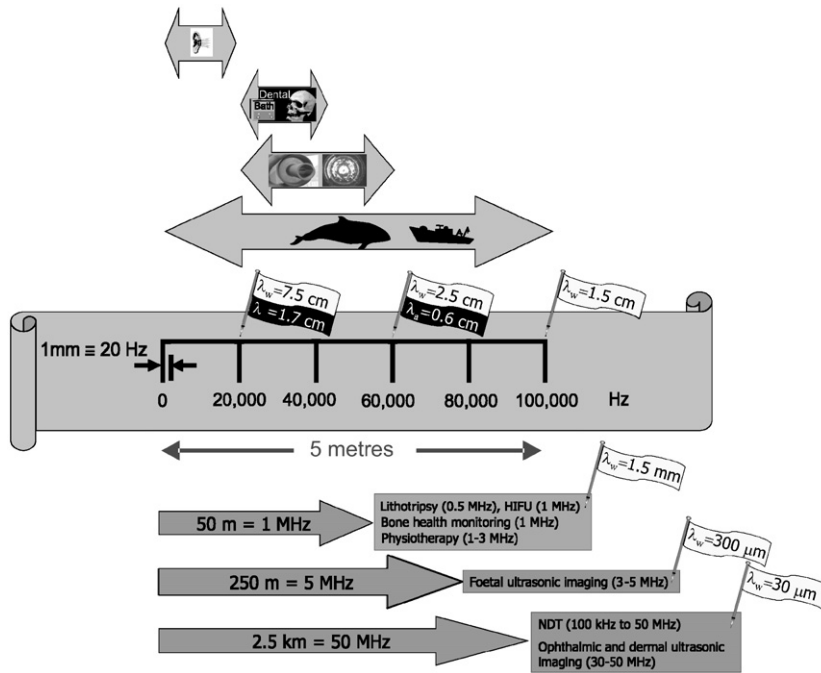 Dental
Bath
λw=7.5 cm
λ =1.7 cm
λw=2.5 cm
λa=0.6 cm
λw=1.5 cm
1mm ≡ 20 Hz
0 20,000 40,000 60,000 80,000 100,000 Hz
5 metres
λw=1.5 mm
50 m = 1 MHz
Lithotripsy (0.5 MHz), HIFU (1 MHz)
Bone health monitoring (1 MHz)
Physiotherapy (1-3 MHz)
λw=300 μm
250 m = 5 MHz
Foetal ultrasonic imaging (3-5 MHz)
λw=30 μm
2.5 km = 50 MHz
NDT (100 kHz to 50 MHz)
Ophthalmic and dermal ultrasonic
imaging (30-50 MHz)